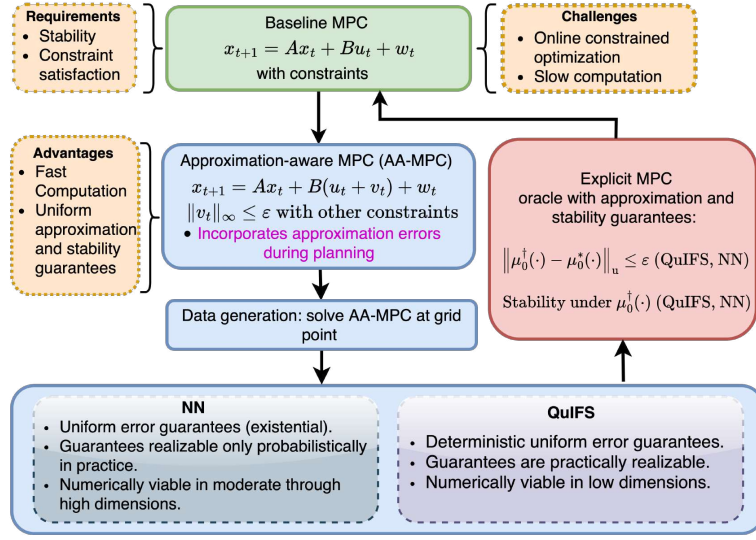 Requirements
• Stability
• Constraint
satisfaction
Baseline MPC
x_{t+1} = Ax_t + Bu_t + w_t
with constraints
Challenges
• Online constrained
optimization
• Slow computation
Advantages
• Fast
Computation
• Uniform
approximation
and stability
guarantees
Approximation-aware MPC (AA-MPC)
x_{t+1} = Ax_t + B(u_t + v_t) + w_t
‖v_t‖_∞ ≤ ε with other constraints
• Incorporates approximation errors
during planning
Explicit MPC
oracle with approximation and
stability guarantees:
‖μ_0^†(·) − μ_0^*(·)‖_u ≤ ε (QuIFS, NN)
Stability under μ_0^†(·) (QuIFS, NN)
Data generation: solve AA-MPC at grid
point
NN
• Uniform error guarantees (existential).
• Guarantees realizable only probabilistically
in practice.
• Numerically viable in moderate through
high dimensions.
QuIFS
• Deterministic uniform error guarantees.
• Guarantees are practically realizable.
• Numerically viable in low dimensions.